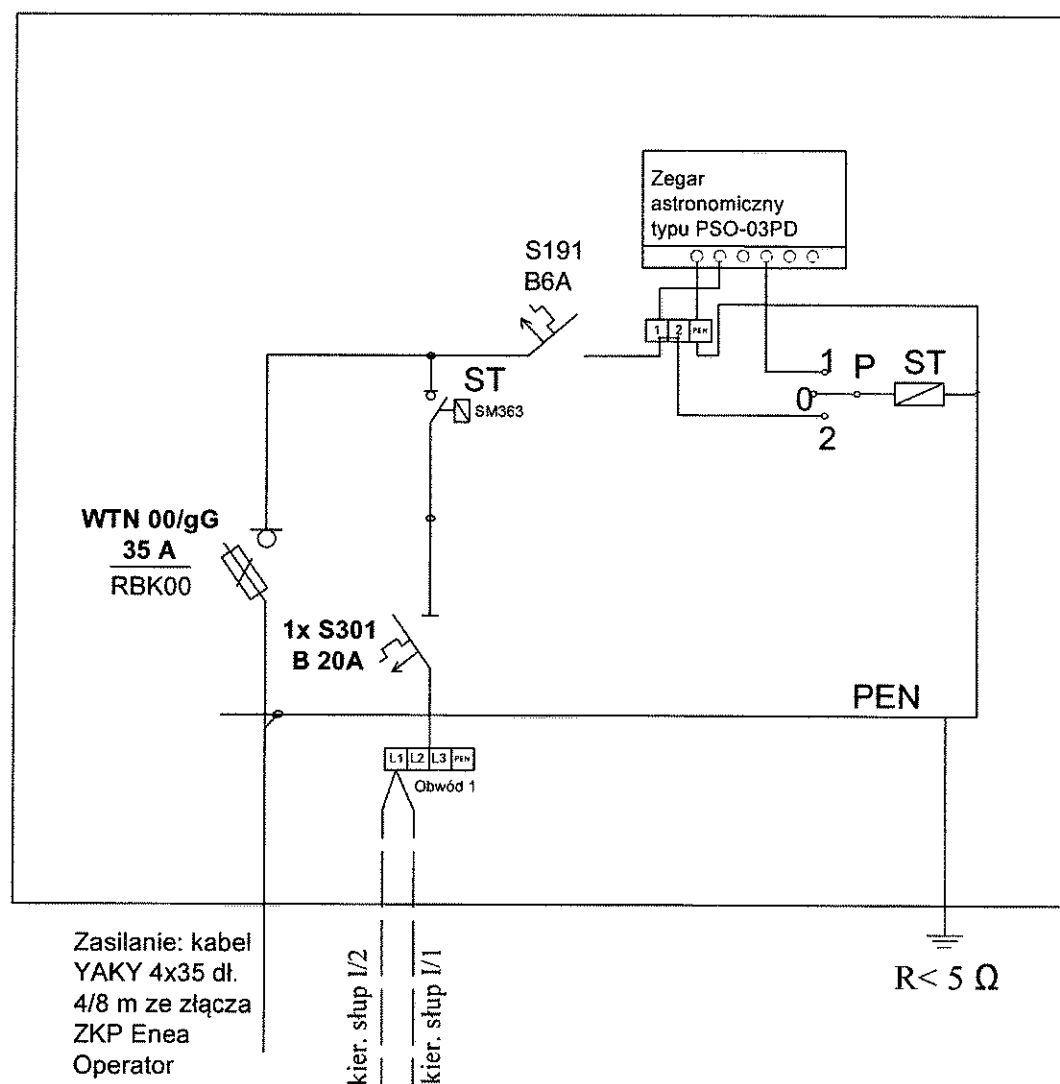 Zegar
astronomiczny
typu PSO-03PD
S191
B6A
1 2 PEN
ST
SM363
1 P ST
0
2
WTN 00/gG
35 A
RBK00
1x S301
B 20A
PEN
L1 L2 L3 PEN
Obwód 1
Zasilanie: kabel
YAKY 4x35 dł.
4/8 m ze złącza
ZKP Enea
Operator
kier. słup I/2
kier. słup I/1
R< 5 Ω